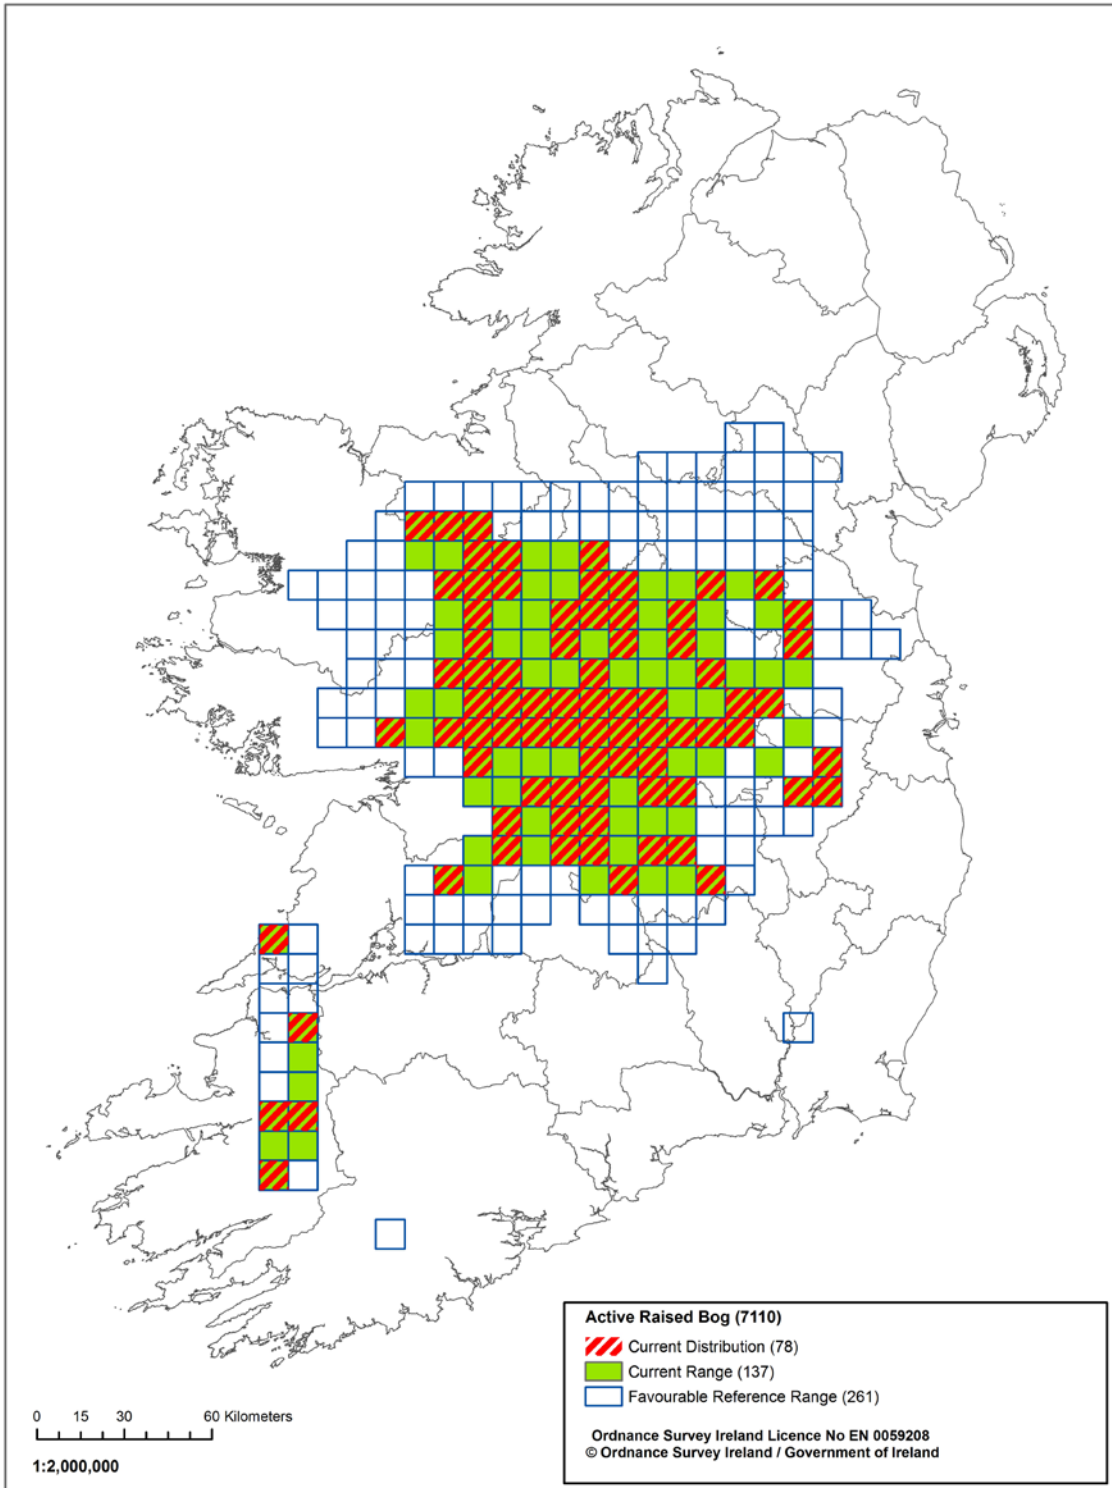 Active Raised Bog (7110)
Current Distribution (78)
Current Range (137)
Favourable Reference Range (261)
Ordnance Survey Ireland Licence No EN 0059208
© Ordnance Survey Ireland / Government of Ireland
0 15 30 60 Kilometers
1:2,000,000